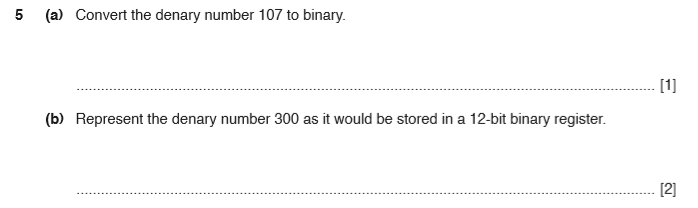 5 (a) Convert the denary number 107 to binary.
.......................................................................................................................................... [1]
(b) Represent the denary number 300 as it would be stored in a 12-bit binary register.
.......................................................................................................................................... [2]